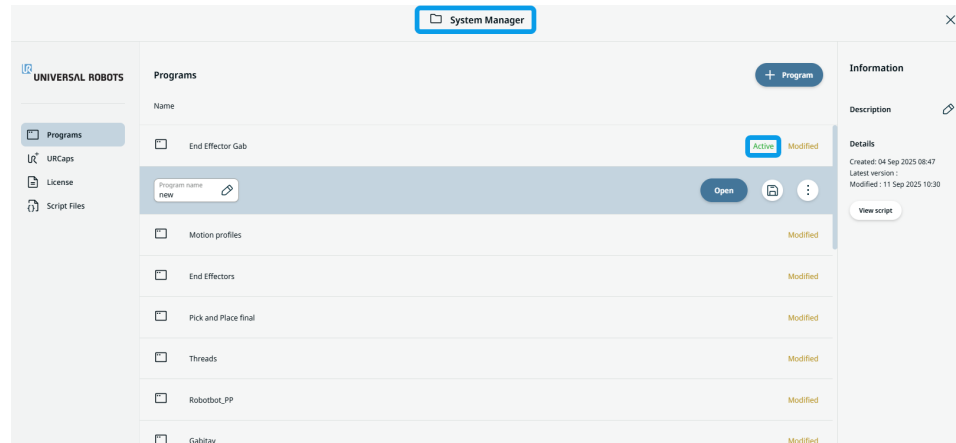 System Manager
UNIVERSAL ROBOTS
Programs
URCaps
License
Script Files
Programs
+ Program
Name
End Effector Gab
Active Modified
Program name
new
Open
Motion profiles
Modified
End Effectors
Modified
Pick and Place final
Modified
Threads
Modified
Robotbot_PP
Modified
Gabitay
Modified
Information
Description
Details
Created: 04 Sep 2025 08:47
Latest version :
Modified : 11 Sep 2025 10:30
View script